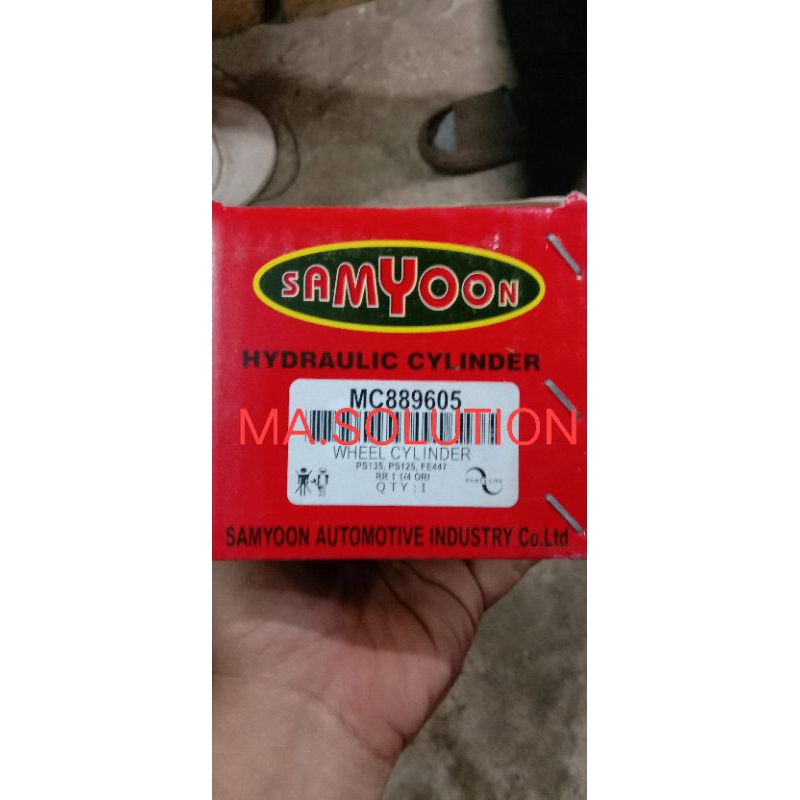 SAMYOON
HYDRAULIC CYLINDER
MC889605
MA.SOLUTION
WHEEL CYLINDER
PS135, PS125, FE447
RR 1 1/4 ORI
QTY : 1
SAMYOON AUTOMOTIVE INDUSTRY Co.Ltd